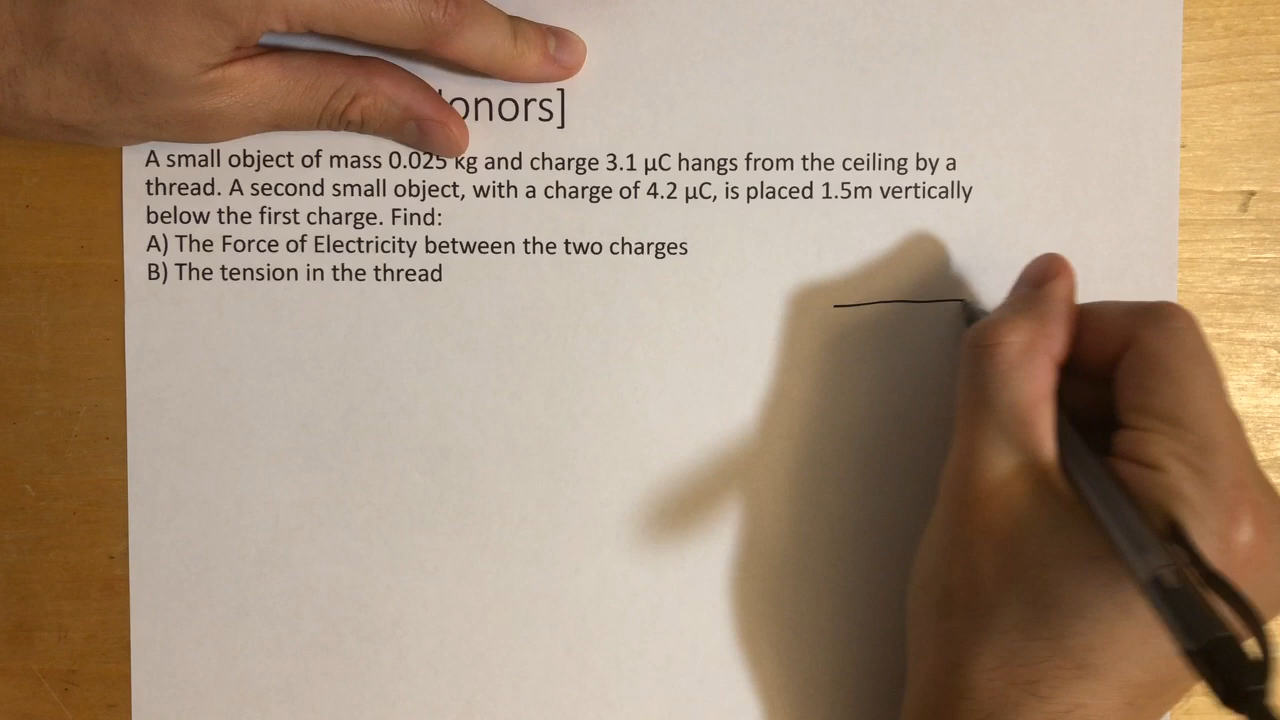 onors]
A small object of mass 0.025 kg and charge 3.1 µC hangs from the ceiling by a
thread. A second small object, with a charge of 4.2 µC, is placed 1.5m vertically
below the first charge. Find:
A) The Force of Electricity between the two charges
B) The tension in the thread